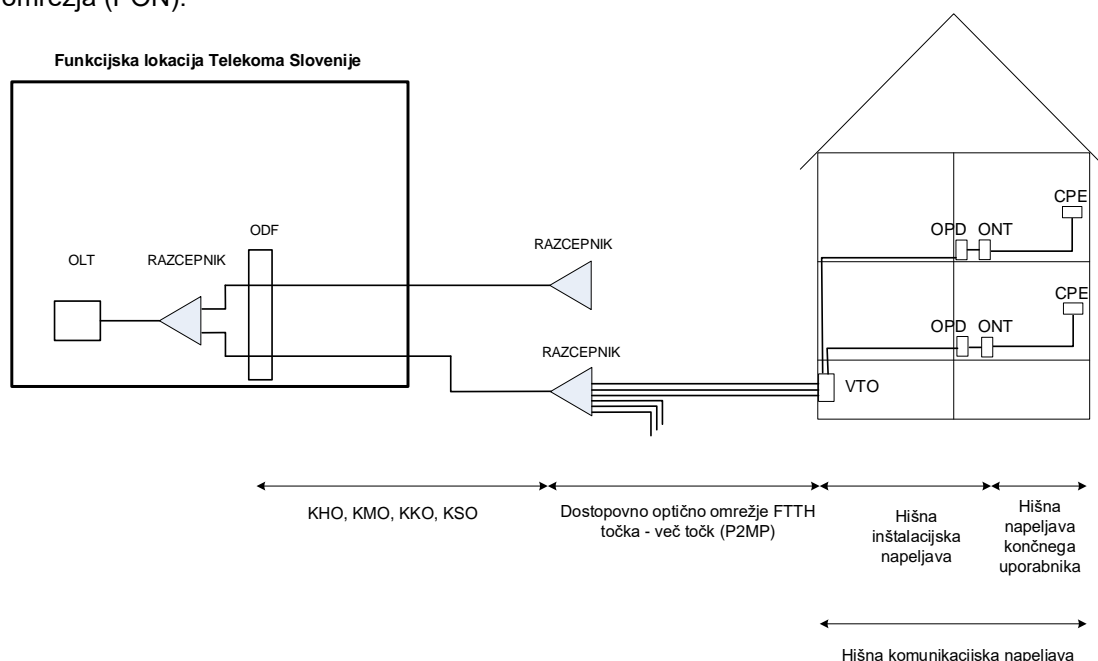 omrežja (PON).
Funkcijska lokacija Telekoma Slovenije
ODF
OLT
RAZCEPNIK
RAZCEPNIK
RAZCEPNIK
CPE
OPD ONT
CPE
OPD ONT
VTO
KHO, KMO, KKO, KSO
Dostopovno optično omrežje FTTH
točka - več točk (P2MP)
Hišna
inštalacijska
napeljava
Hišna
napeljava
končnega
uporabnika
Hišna komunikacijska napeljava